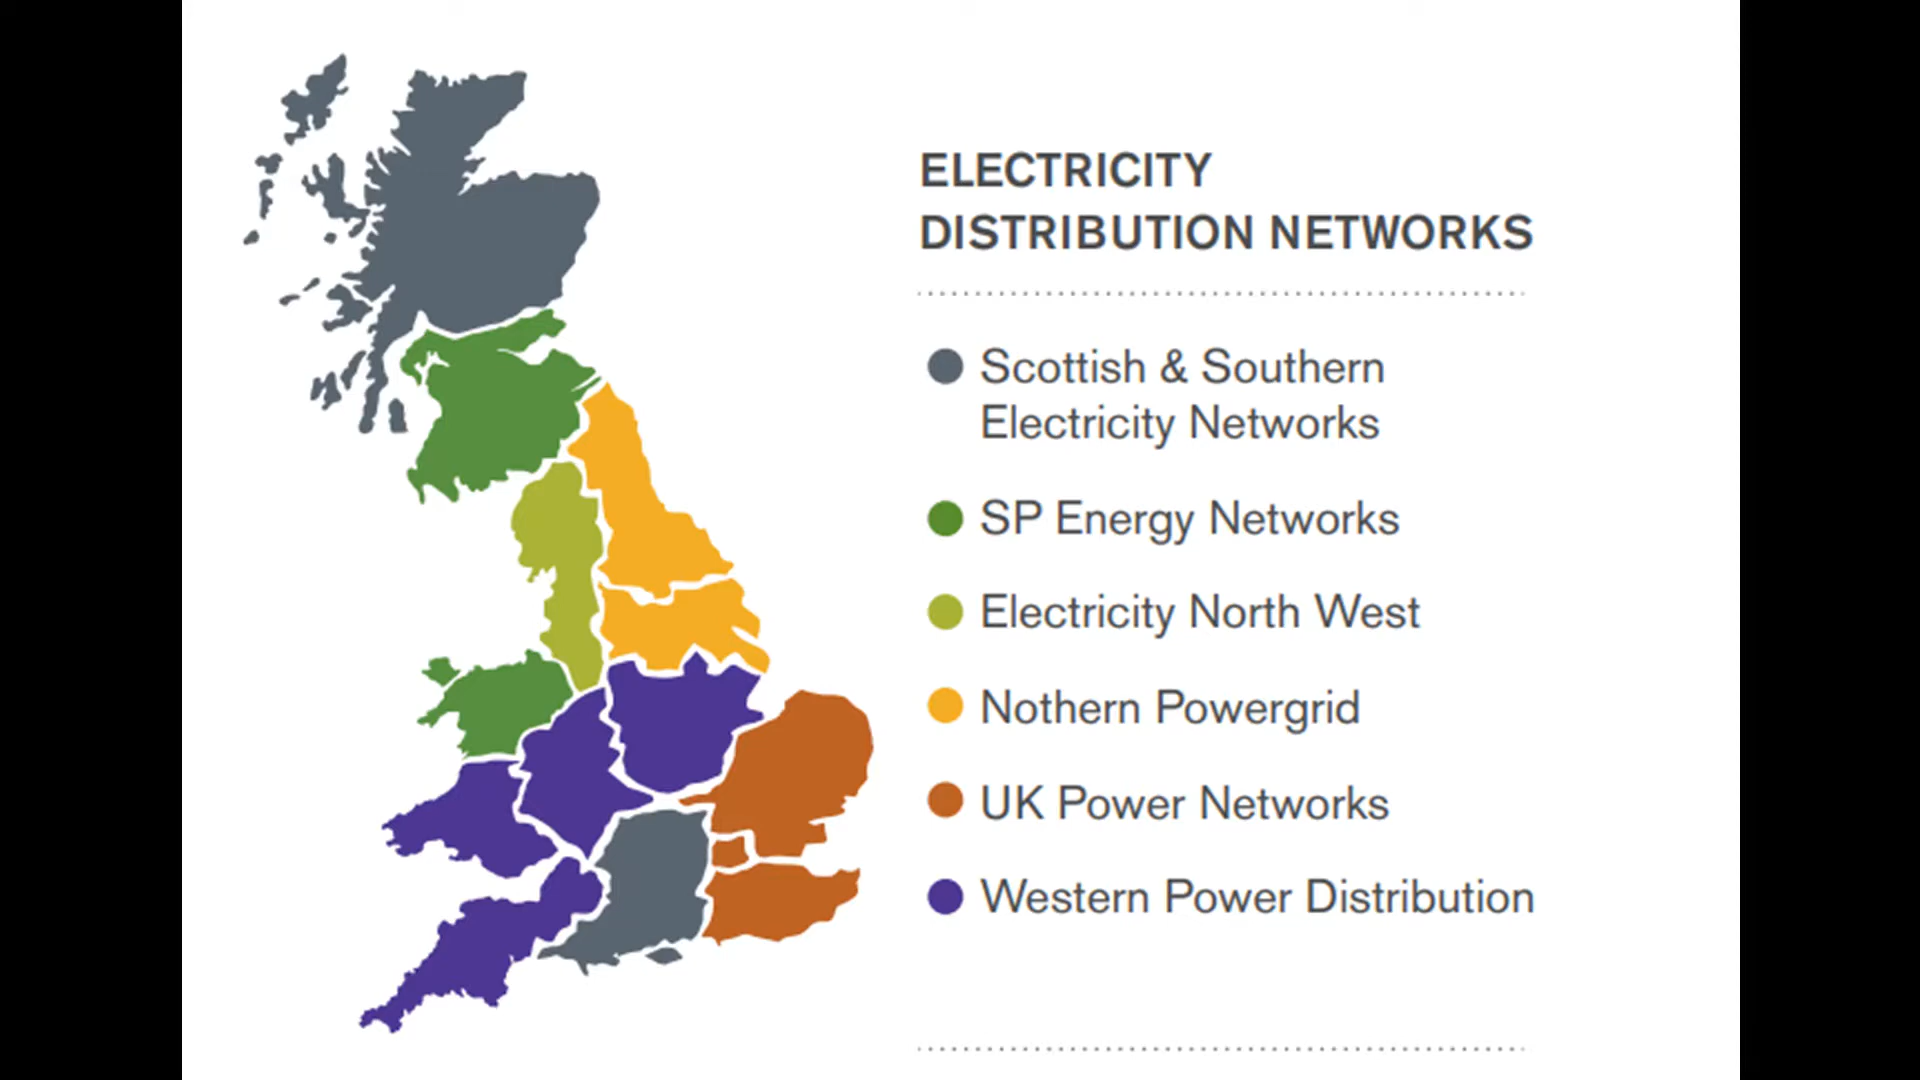 ELECTRICITY
DISTRIBUTION NETWORKS
Scottish & Southern
Electricity Networks
SP Energy Networks
Electricity North West
Nothern Powergrid
UK Power Networks
Western Power Distribution